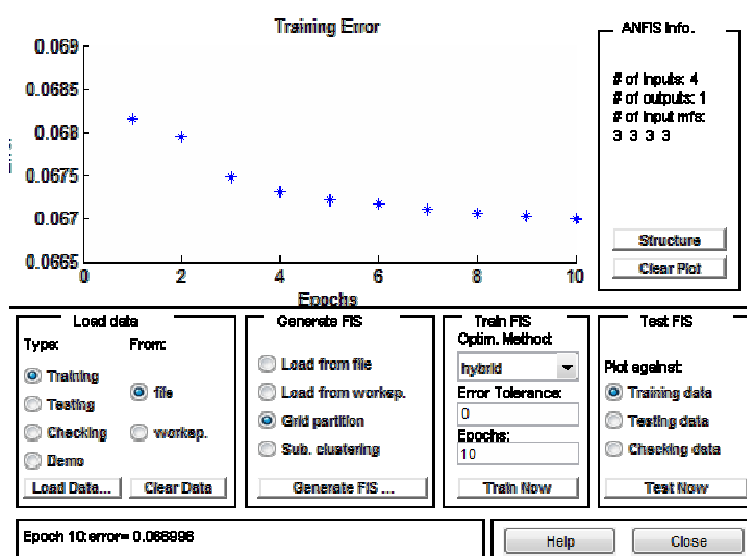 Training Error
0.069
0.0685
0.068
0.0675
0.067
0.0665
0 2 4 6 8 10
Epochs
ANFIS Info.
# of inputs: 4
# of outputs: 1
# of input mfs:
3 3 3 3
Structure
Clear Plot
Load data
Type:
From:
Training
Testing
Checking
Demo
file
worksp.
Load Data...
Clear Data
Generate FIS
Load from file
Load from worksp.
Grid partition
Sub. clustering
Generate FIS ...
Train FIS
Optim. Method:
hybrid
Error Tolerance:
0
Epochs:
10
Train Now
Test FIS
Plot against:
Training data
Testing data
Checking data
Test Now
Epoch 10: error= 0.066996
Help
Close